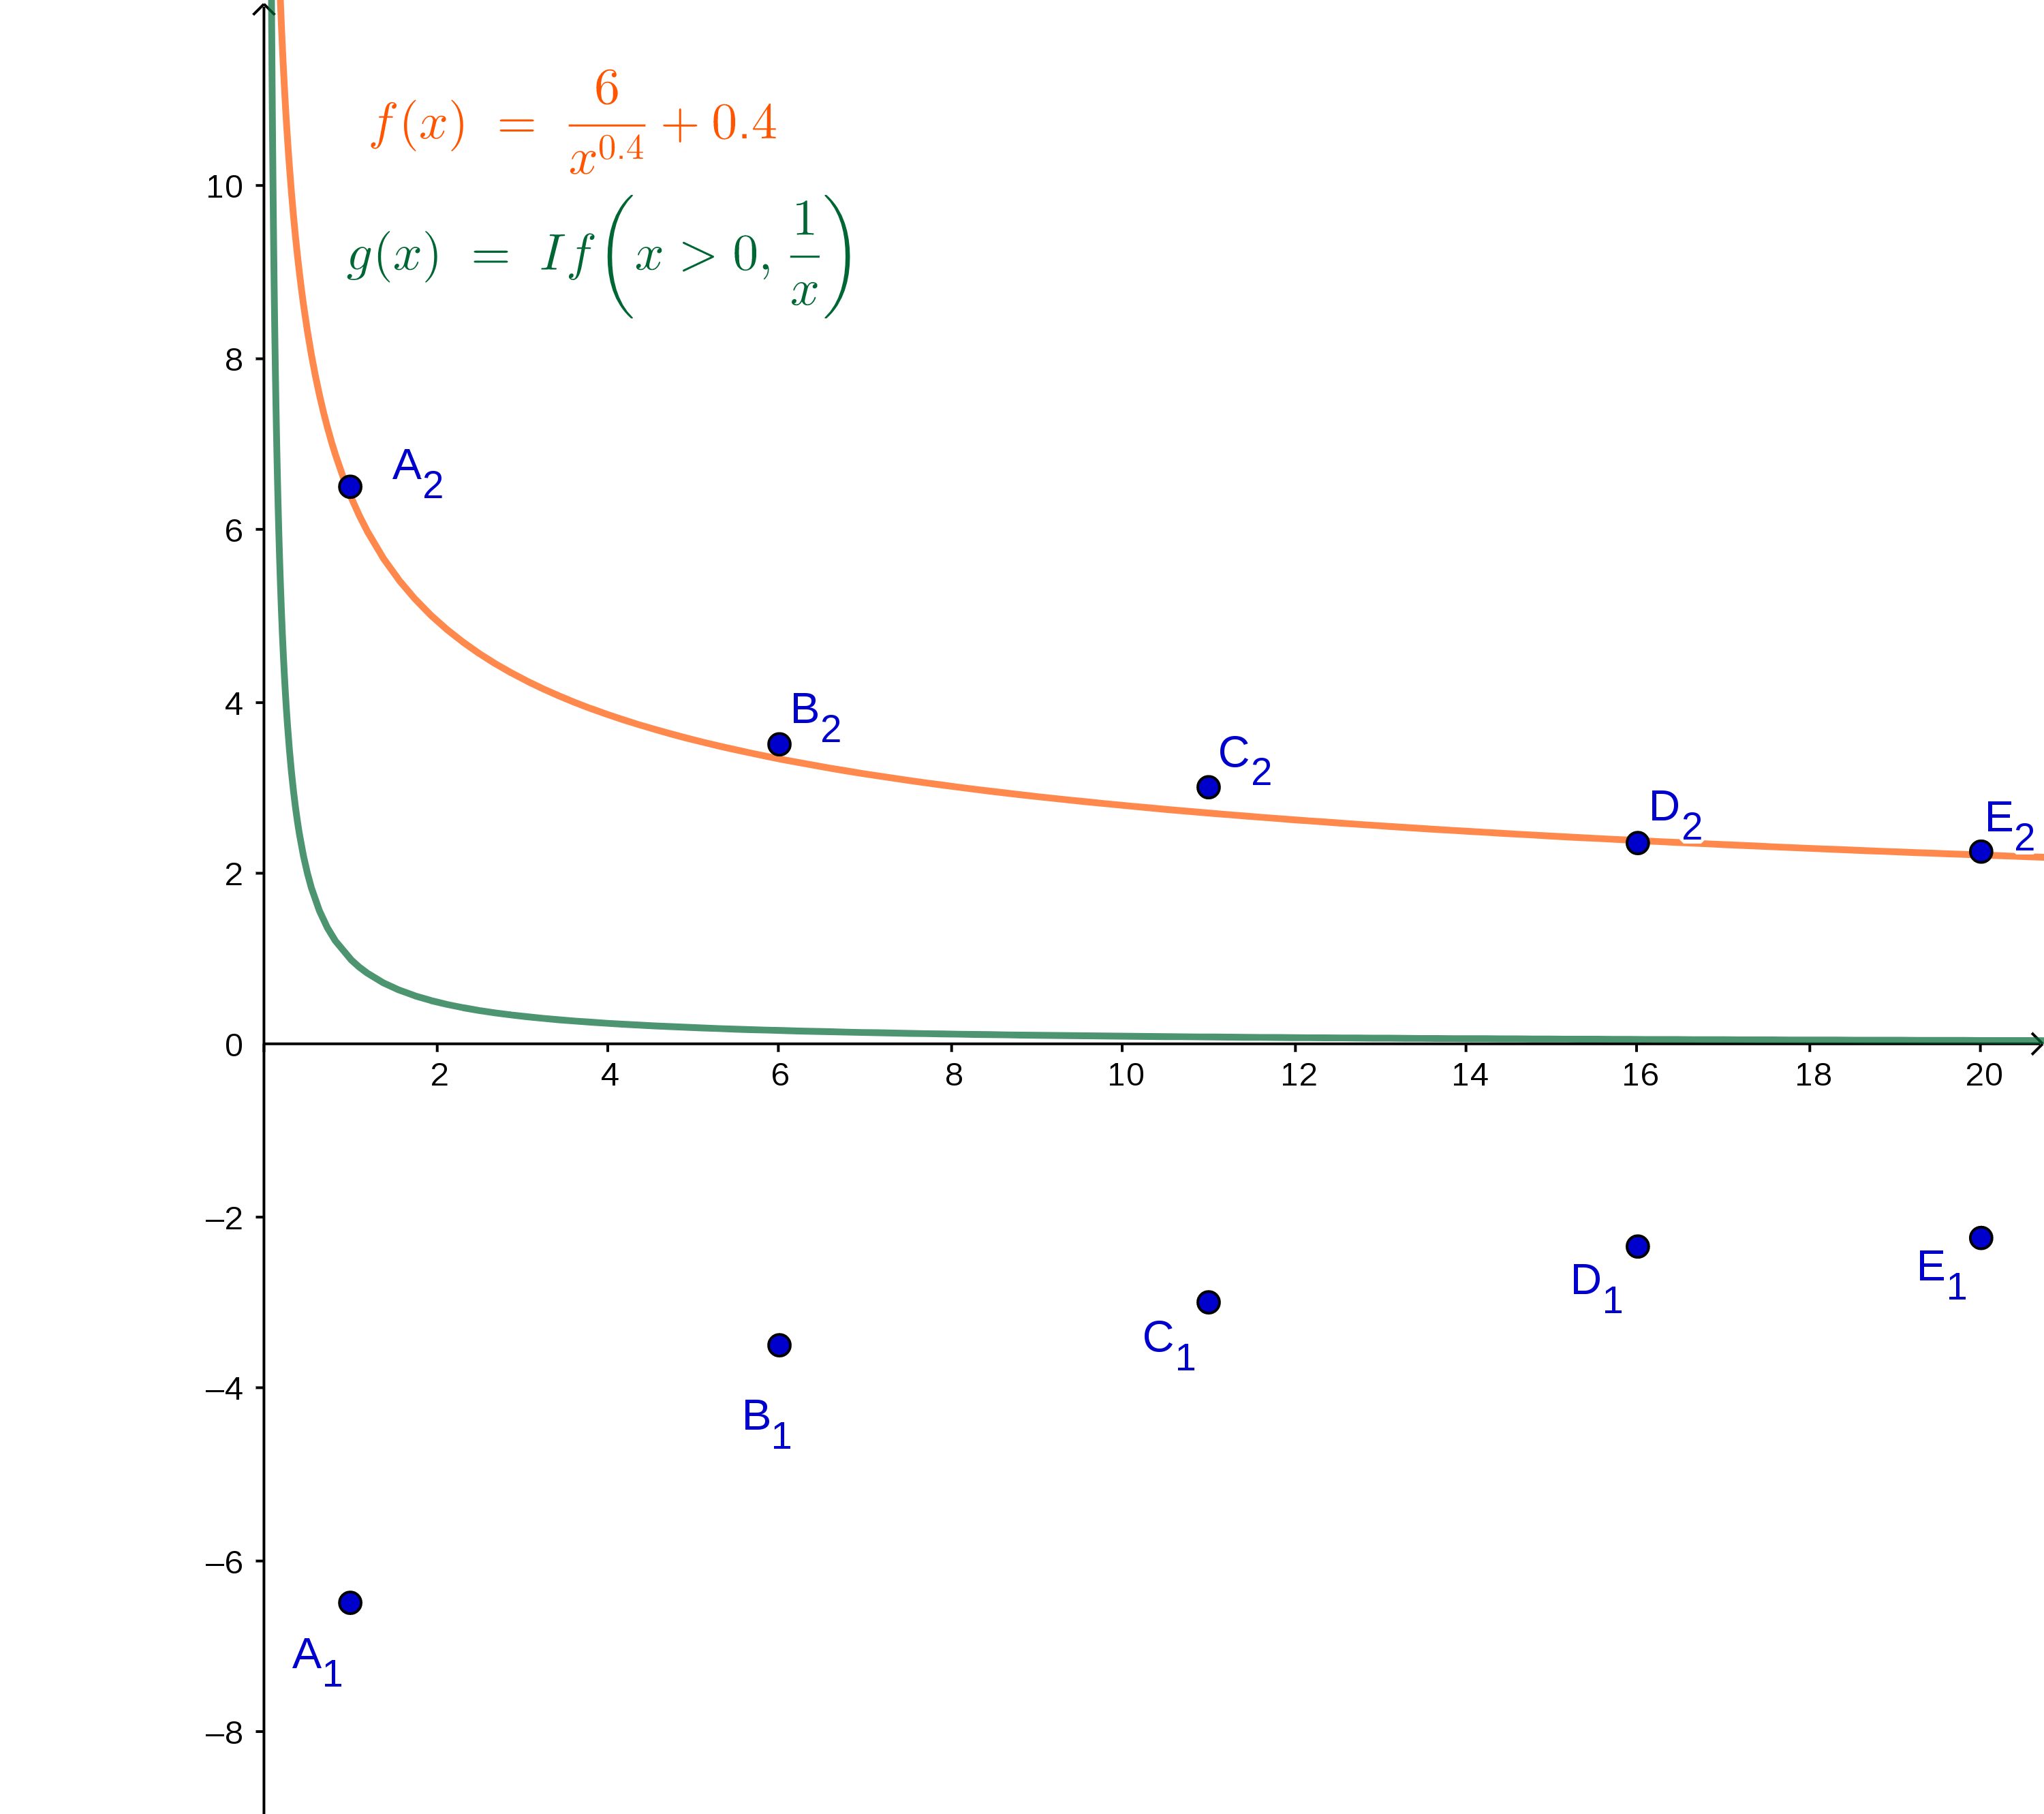 f(x) = 6/x^0.4 + 0.4
g(x) = If(x > 0, 1/x)
10
8
A₂
6
B₂
4
C₂
D₂
E₂
2
0
2 4 6 8 10 12 14 16 18 20
–2
E₁
D₁
C₁
–4
B₁
–6
A₁
–8